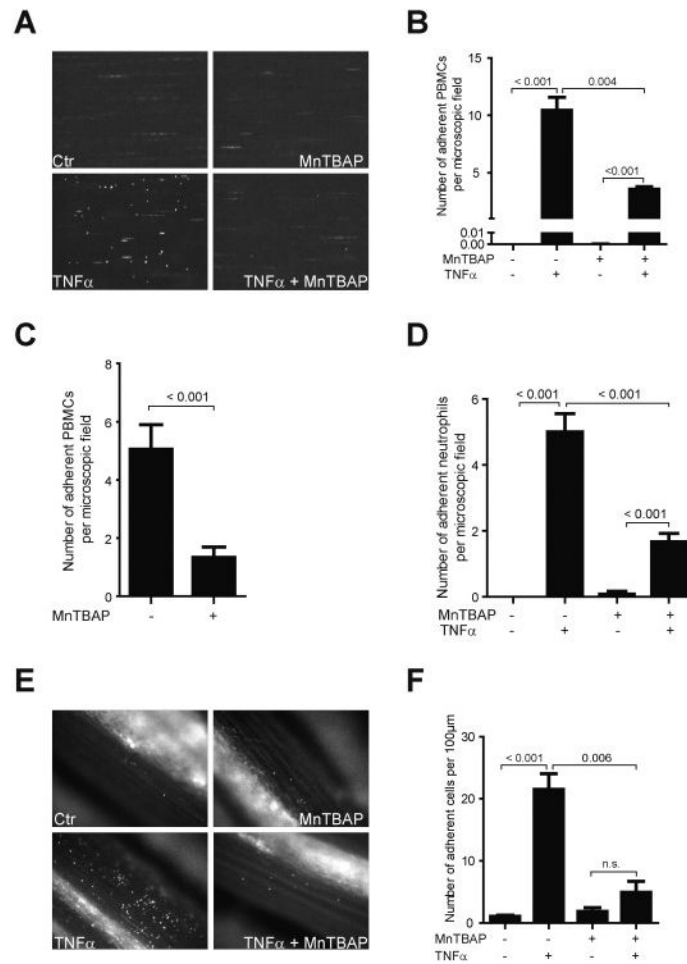 A
Ctr
MnTBAP
TNFα
TNFα + MnTBAP
B
Number of adherent PBMCs
per microscopic field
15
10
5
0.01
0.00
< 0.001
0.004
<0.001
MnTBAP - - + +
TNFα - + - +
C
Number of adherent PBMCs
per microscopic field
8
6
4
2
0
< 0.001
MnTBAP - +
D
Number of adherent neutrophils
per microscopic field
6
4
2
0
< 0.001
< 0.001
< 0.001
MnTBAP - - + +
TNFα - + - +
E
Ctr
MnTBAP
TNFα
TNFα + MnTBAP
F
Number of adherent cells per 100µm
30
20
10
0
< 0.001
0.006
n.s.
MnTBAP - - + +
TNFα - + - +